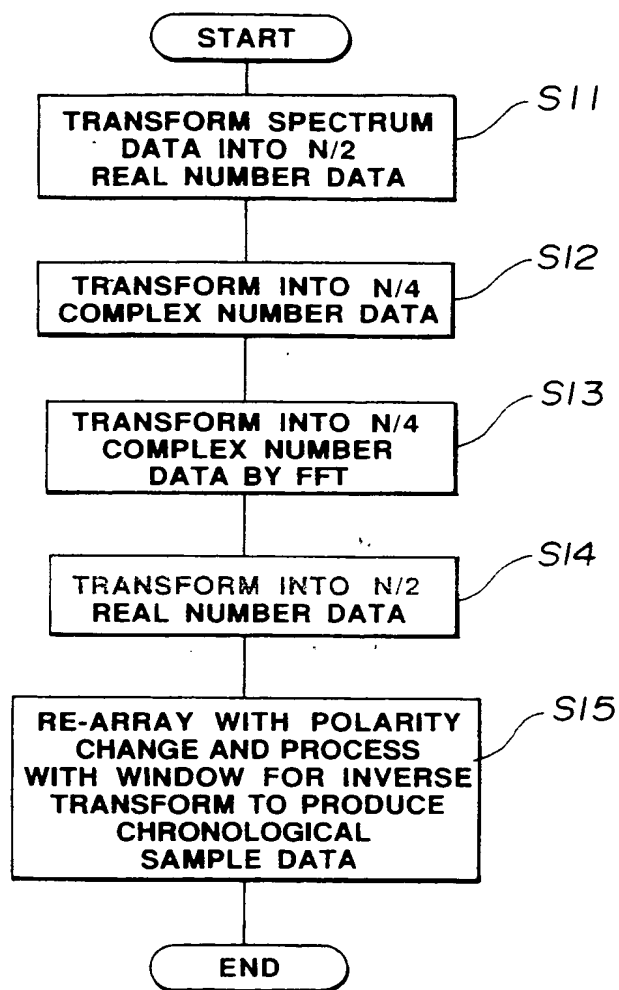 START
S11
TRANSFORM SPECTRUM
DATA INTO N/2
REAL NUMBER DATA
S12
TRANSFORM INTO N/4
COMPLEX NUMBER DATA
S13
TRANSFORM INTO N/4
COMPLEX NUMBER
DATA BY FFT
S14
TRANSFORM INTO N/2
REAL NUMBER DATA
S15
RE-ARRAY WITH POLARITY
CHANGE AND PROCESS
WITH WINDOW FOR INVERSE
TRANSFORM TO PRODUCE
CHRONOLOGICAL
SAMPLE DATA
END